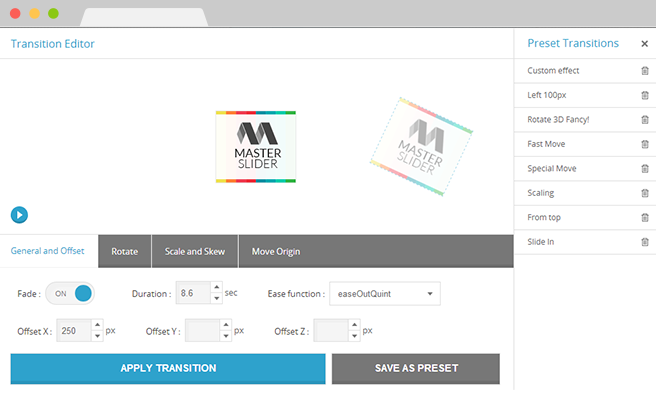 Transition Editor
Preset Transitions
Custom effect
Left 100px
Rotate 3D Fancy!
Fast Move
Special Move
Scaling
From top
Slide In
MASTER
SLIDER
MASTER
SLIDER
General and Offset
Rotate
Scale and Skew
Move Origin
Fade : ON
Duration : 8.6 sec
Ease function : easeOutQuint
Offset X : 250 px
Offset Y : px
Offset Z : px
APPLY TRANSITION
SAVE AS PRESET